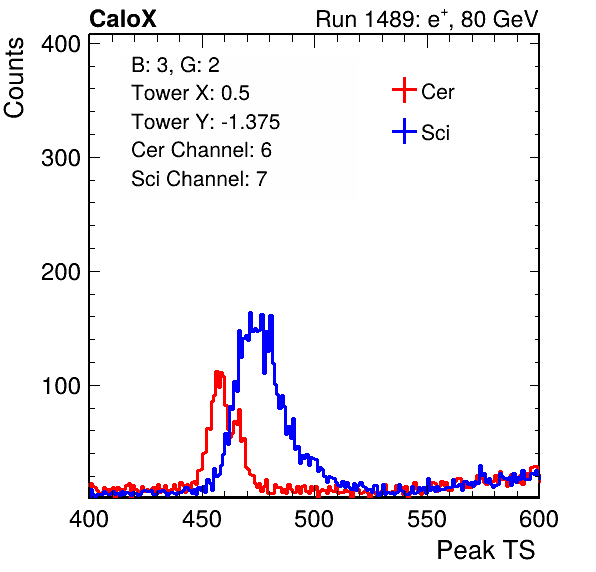 CaloX Run 1489: e⁺, 80 GeV
Counts
400
300
200
100
B: 3, G: 2
Tower X: 0.5
Tower Y: -1.375
Cer Channel: 6
Sci Channel: 7
Cer
Sci
400 450 500 550 600
Peak TS